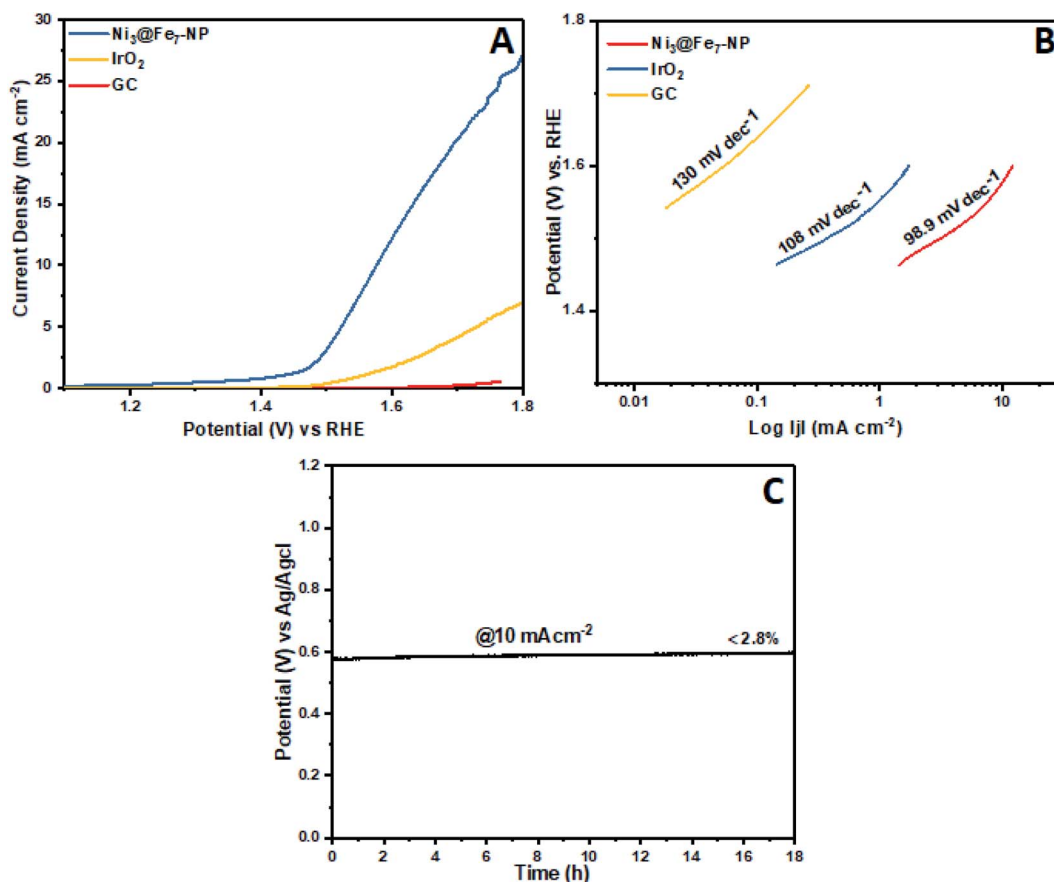 A
Ni₃@Fe₇-NP
IrO₂
GC
Current Density (mA cm⁻²)
30
25
20
15
10
5
0
1.2
1.4
1.6
1.8
Potential (V) vs RHE
B
Ni₃@Fe₇-NP
IrO₂
GC
Potential (V) vs. RHE
1.8
1.6
1.4
130 mV dec⁻¹
108 mV dec⁻¹
98.9 mV dec⁻¹
0.01
0.1
1
10
Log IjI (mA cm⁻²)
C
Potential (V) vs Ag/Agcl
1.2
1.0
0.8
0.6
0.4
0.2
0.0
@10 mA cm⁻²
<2.8%
0
2
4
6
8
10
12
14
16
18
Time (h)